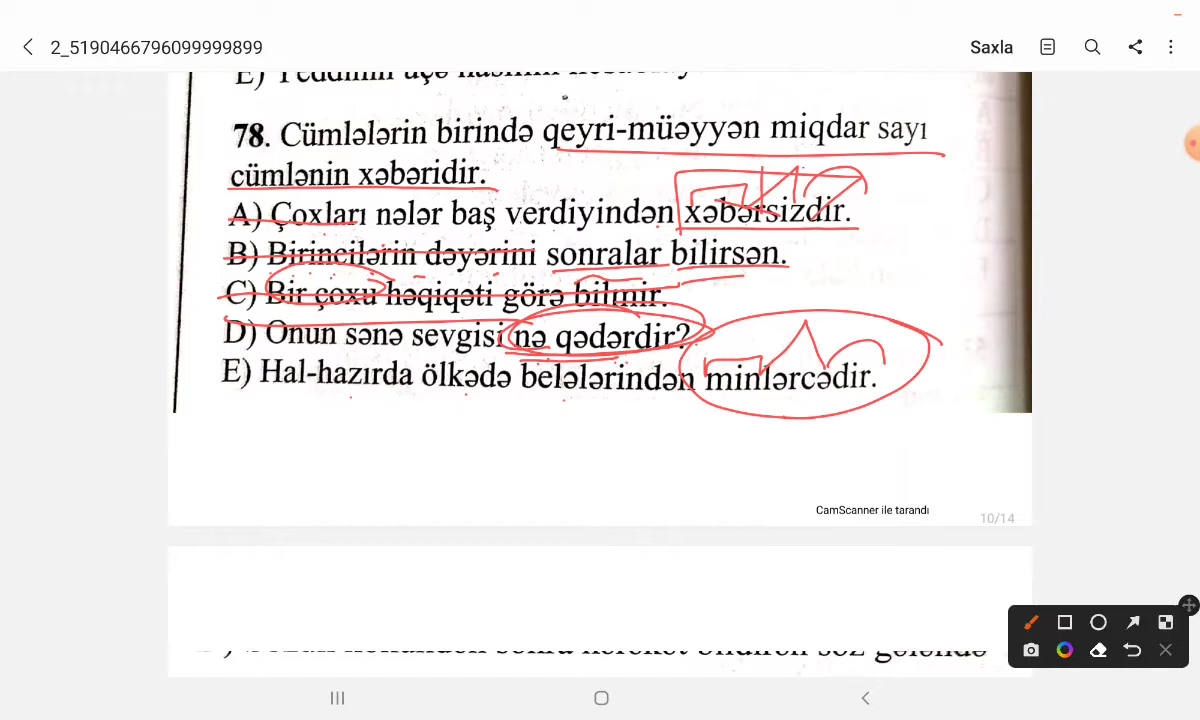 2_5190466796099999899
Saxla
78. Cümlələrin birində qeyri-müəyyən miqdar sayı
cümlənin xəbəridir.
A) Çoxları nələr baş verdiyindən xəbərsizdir.
B) Birincilərin dəyərini sonralar bilirsən.
C) Bir çoxu həqiqəti görə bilmir.
D) Onun sənə sevgisi nə qədərdir?
E) Hal-hazırda ölkədə belələrindən minlərcədir.
CamScanner ile tarandı
10/14